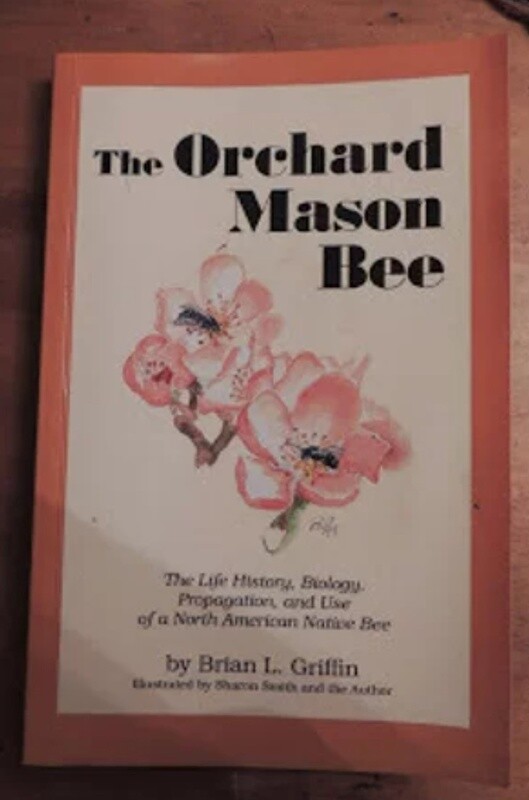 The Orchard
Mason
Bee
The Life History, Biology,
Propagation, and Use
of a North American Native Bee
by Brian L. Griffin
Illustrated by Sharon Smith and the Author